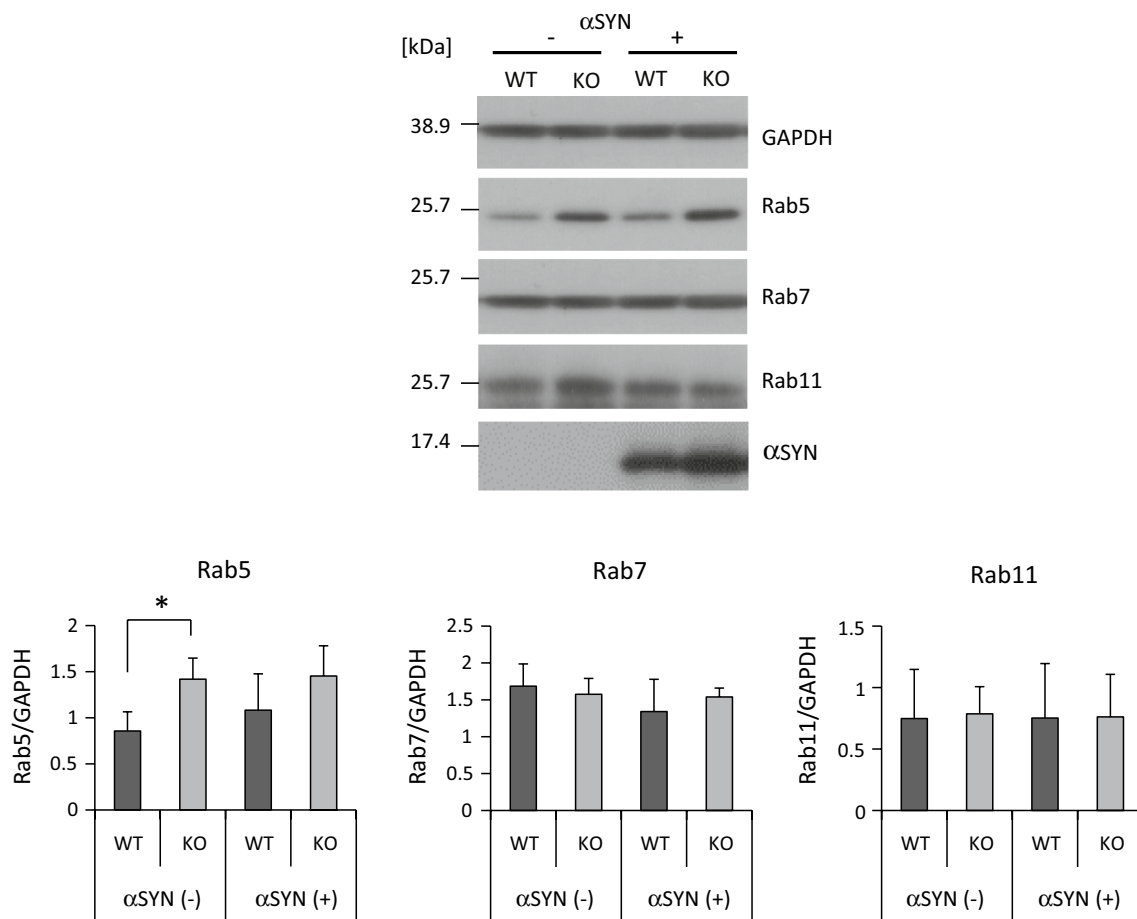 αSYN
[kDa] - +
WT KO WT KO
38.9 GAPDH
25.7 Rab5
25.7 Rab7
25.7 Rab11
17.4 αSYN
Rab5
*
Rab5/GAPDH
2
1.5
1
0.5
0
WT KO WT KO
αSYN (-) αSYN (+)
Rab7
Rab7/GAPDH
2.5
2
1.5
1
0.5
0
WT KO WT KO
αSYN (-) αSYN (+)
Rab11
Rab11/GAPDH
1.5
1
0.5
0
WT KO WT KO
αSYN (-) αSYN (+)